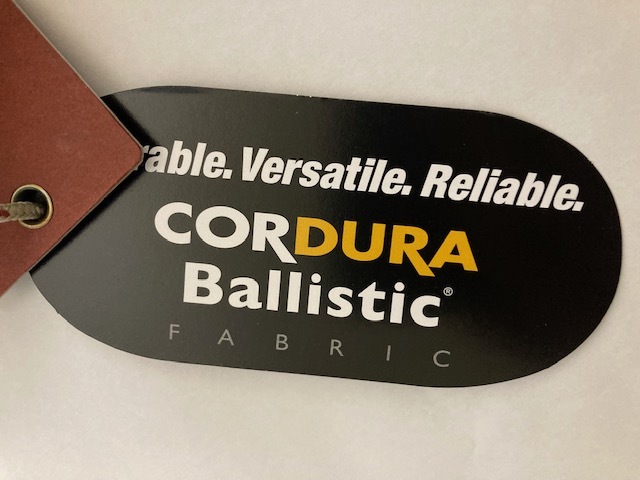 rable. Versatile. Reliable.
CORDURA
Ballistic®
FABRIC